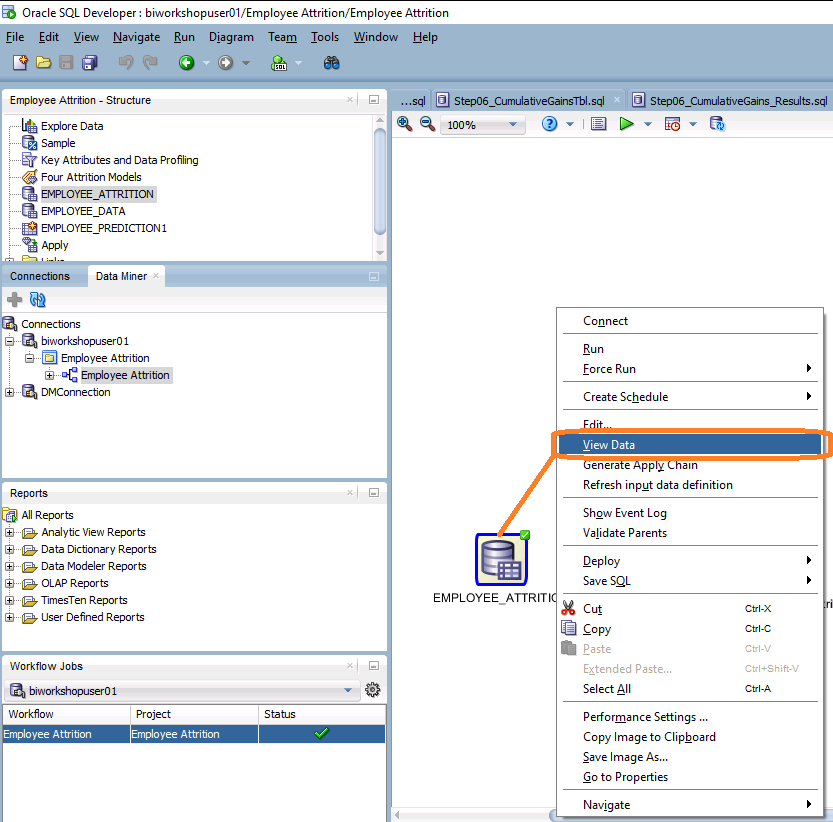 Oracle SQL Developer : biworkshopuser01/Employee Attrition/Employee Attrition
File Edit View Navigate Run Diagram Team Tools Window Help
SQL
Employee Attrition - Structure
Explore Data
Sample
Key Attributes and Data Profiling
Four Attrition Models
EMPLOYEE_ATTRITION
EMPLOYEE_DATA
EMPLOYEE_PREDICTION1
Apply
Links
Connections Data Miner
Connections
biworkshopuser01
Employee Attrition
Employee Attrition
DMConnection
Reports
All Reports
Analytic View Reports
Data Dictionary Reports
Data Modeler Reports
OLAP Reports
TimesTen Reports
User Defined Reports
Workflow Jobs
biworkshopuser01
Workflow Project Status
Employee Attrition Employee Attrition
...sql Step06_CumulativeGainsTbl.sql Step06_CumulativeGains_Results.sql
100%
EMPLOYEE_ATTRITIO
Connect
Run
Force Run
Create Schedule
Edit...
View Data
Generate Apply Chain
Refresh input data definition
Show Event Log
Validate Parents
Deploy
Save SQL
Cut Ctrl-X
Copy Ctrl-C
Paste Ctrl-V
Extended Paste... Ctrl+Shift-V
Select All Ctrl-A
Performance Settings ...
Copy Image to Clipboard
Save Image As...
Go to Properties
Navigate